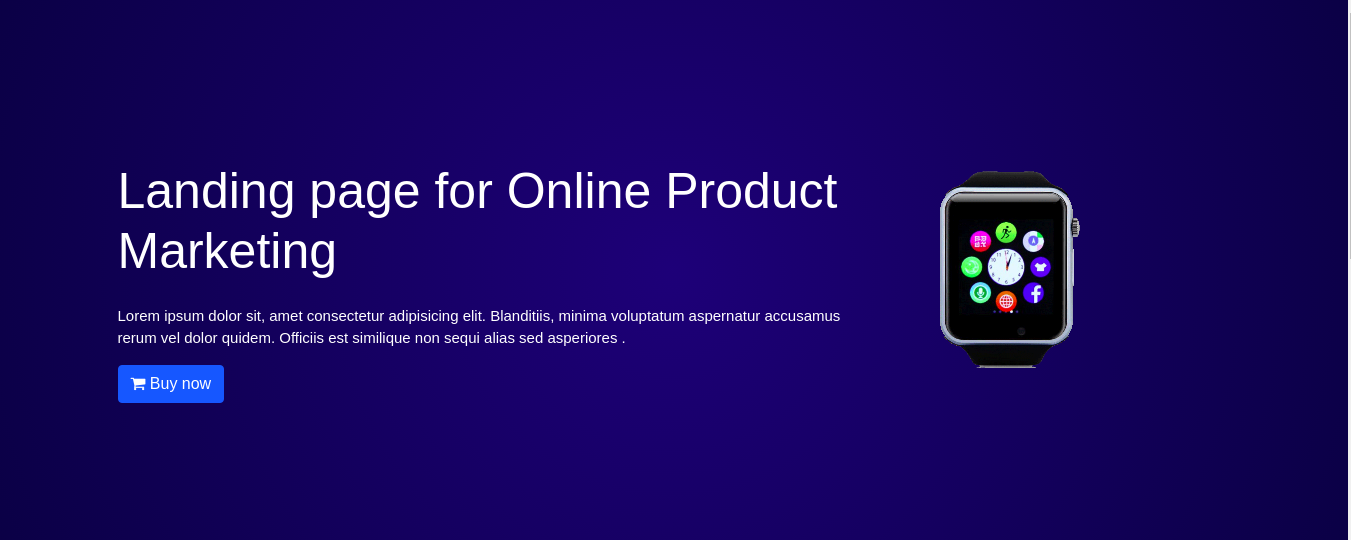 Landing page for Online Product
Marketing
Lorem ipsum dolor sit, amet consectetur adipisicing elit. Blanditiis, minima voluptatum aspernatur accusamus
rerum vel dolor quidem. Officiis est similique non sequi alias sed asperiores .
Buy now